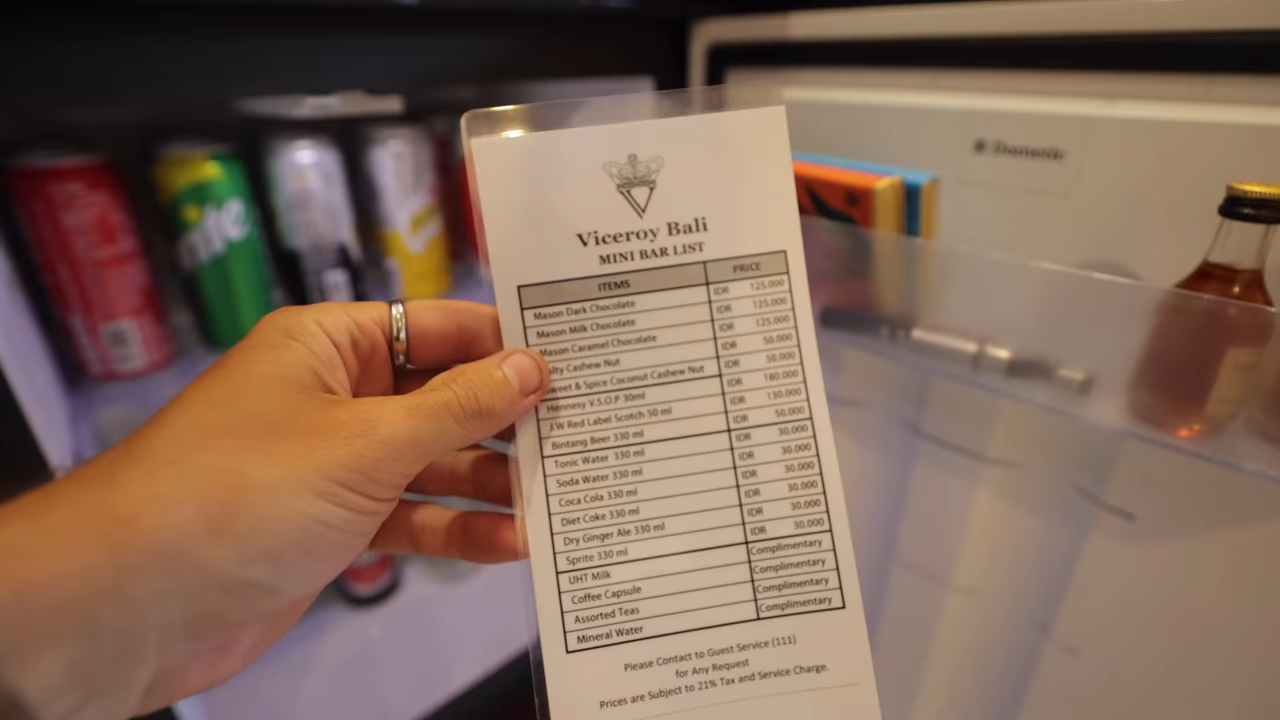 Viceroy Bali
MINI BAR LIST
ITEMS PRICE
Mason Dark Chocolate IDR 125.000
Mason Milk Chocolate IDR 125.000
Mason Caramel Chocolate IDR 125.000
alty Cashew Nut IDR 50.000
weet & Spice Coconut Cashew Nut IDR 50.000
Hennesy V.S.O.P 30ml IDR 180.000
J.W Red Label Scotch 50 ml IDR 130.000
Bintang Beer 330 ml IDR 50.000
Tonic Water 330 ml IDR 30.000
Soda Water 330 ml IDR 30.000
Coca Cola 330 ml IDR 30.000
Diet Coke 330 ml IDR 30.000
Dry Ginger Ale 330 ml IDR 30.000
Sprite 330 ml IDR 30.000
UHT Milk Complimentary
Coffee Capsule Complimentary
Assorted Teas Complimentary
Mineral Water Complimentary
Please Contact to Guest Service (111)
for Any Request
Prices are Subject to 21% Tax and Service Charge.
Dometic